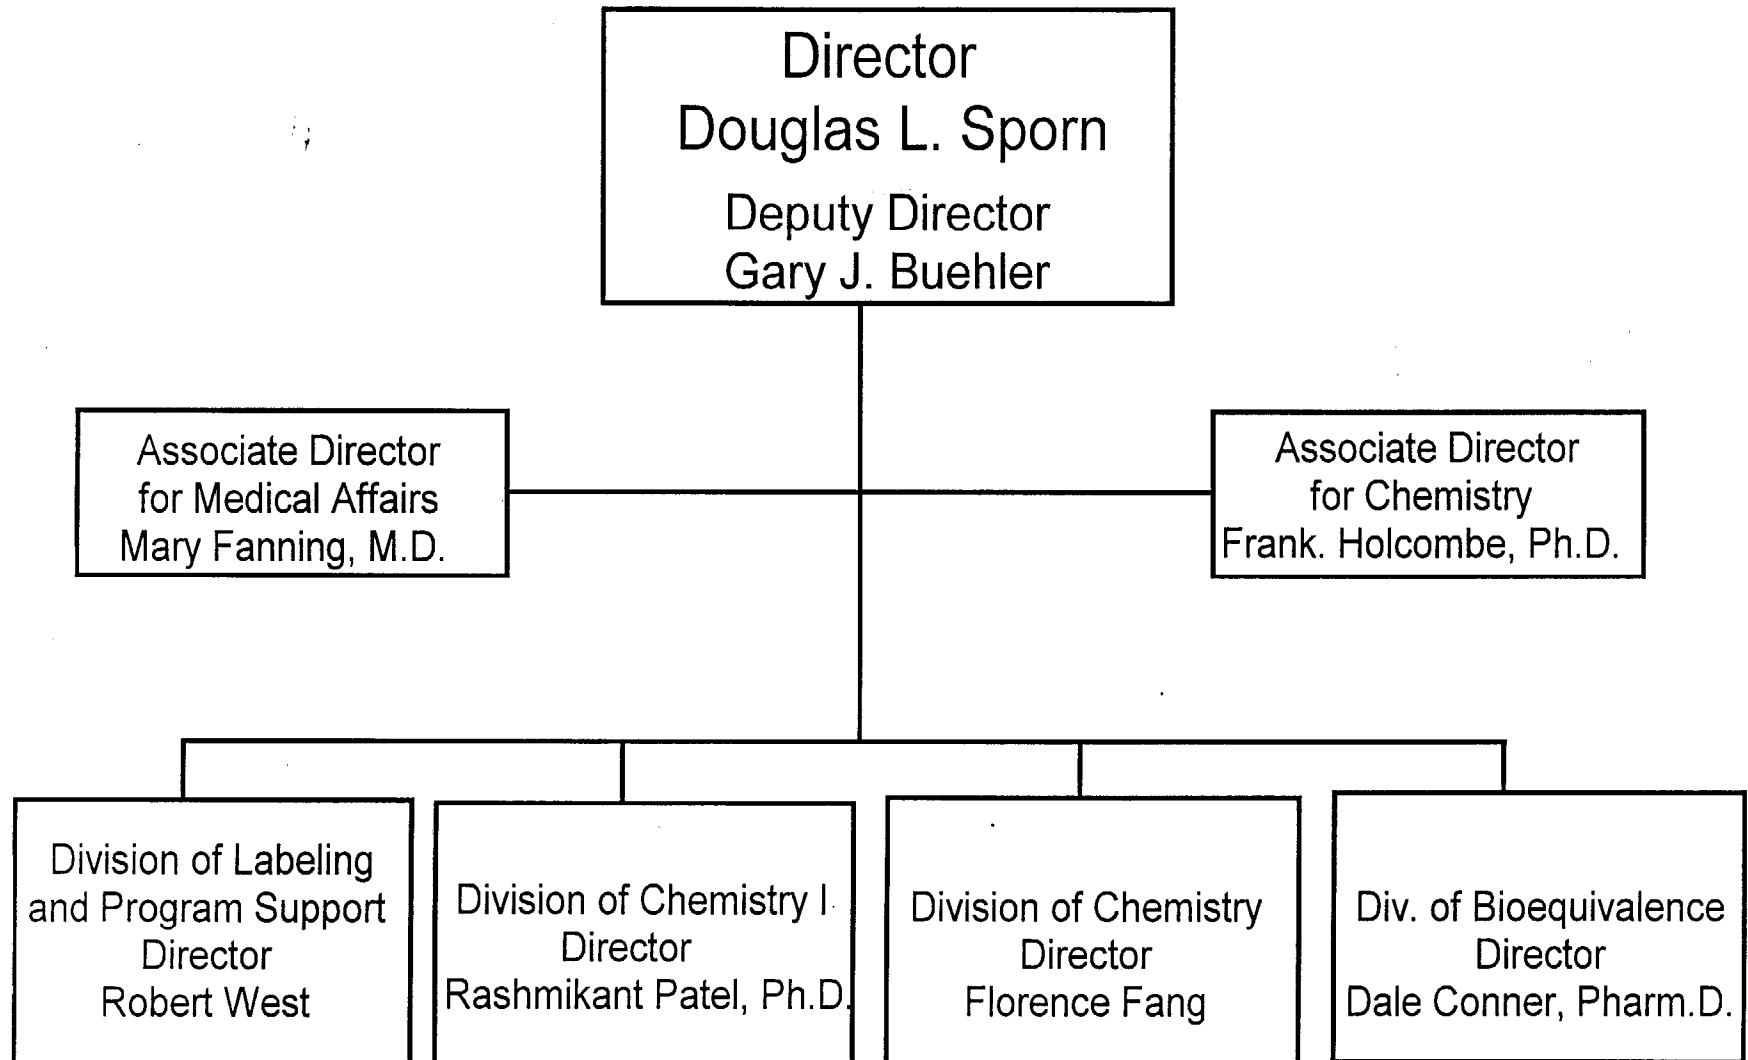 Director
Douglas L. Sporn
Deputy Director
Gary J. Buehler
Associate Director
for Medical Affairs
Mary Fanning, M.D.
Associate Director
for Chemistry
Frank. Holcombe, Ph.D.
Division of Labeling
and Program Support
Director
Robert West
Division of Chemistry I
Director
Rashmikant Patel, Ph.D.
Division of Chemistry
Director
Florence Fang
Div. of Bioequivalence
Director
Dale Conner, Pharm.D.